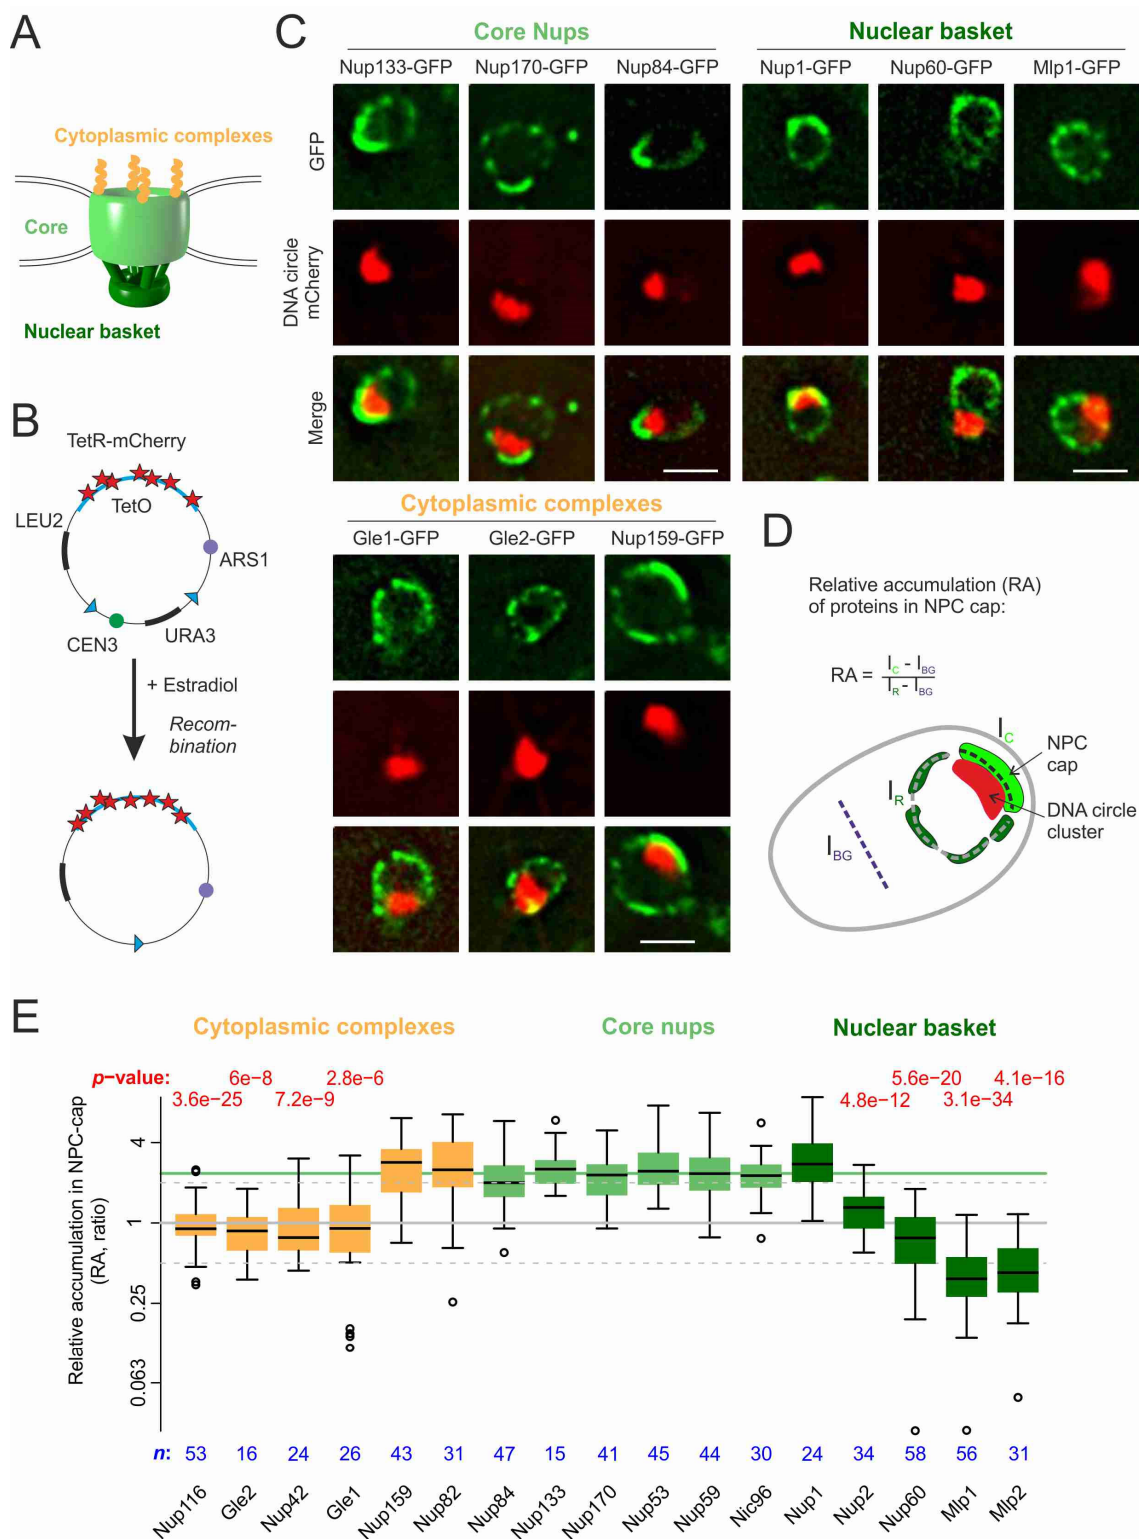 A
Cytoplasmic complexes
Core
Nuclear basket
B
TetR-mCherry
TetO
LEU2
ARS1
CEN3
URA3
+ Estradiol
Recom-
bination
C
Core Nups
Nuclear basket
Nup133-GFP
Nup170-GFP
Nup84-GFP
Nup1-GFP
Nup60-GFP
Mlp1-GFP
GFP
DNA circle
mCherry
Merge
Cytoplasmic complexes
Gle1-GFP
Gle2-GFP
Nup159-GFP
D
Relative accumulation (RA)
of proteins in NPC cap:
RA = (I_C - I_BG) / (I_R - I_BG)
I_C
NPC
cap
I_R
DNA circle
cluster
I_BG
E
Cytoplasmic complexes
Core nups
Nuclear basket
p−value:
3.6e−25
6e−8
7.2e−9
2.8e−6
4.8e−12
5.6e−20
3.1e−34
4.1e−16
Relative accumulation in NPC-cap
(RA, ratio)
4
1
0.25
0.063
n: 53 16 24 26 43 31 47 15 41 45 44 30 24 34 58 56 31
Nup116 Gle2 Nup42 Gle1 Nup159 Nup82 Nup84 Nup133 Nup170 Nup53 Nup59 Nic96 Nup1 Nup2 Nup60 Mlp1 Mlp2